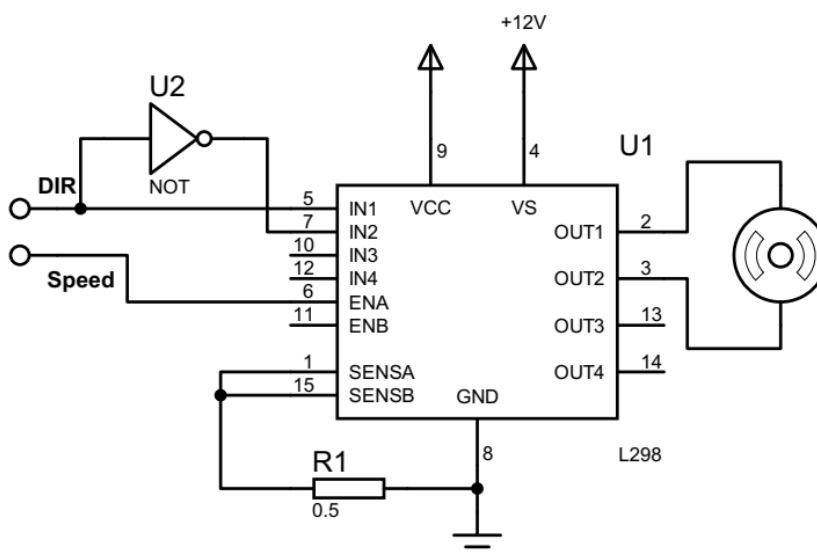 +12V
U2
NOT
DIR
Speed
9
4
U1
5
IN1
VCC
VS
7
IN2
OUT1
2
10
IN3
12
IN4
OUT2
3
6
ENA
11
ENB
OUT3
13
1
SENSA
OUT4
14
15
SENSB
GND
8
L298
R1
0.5